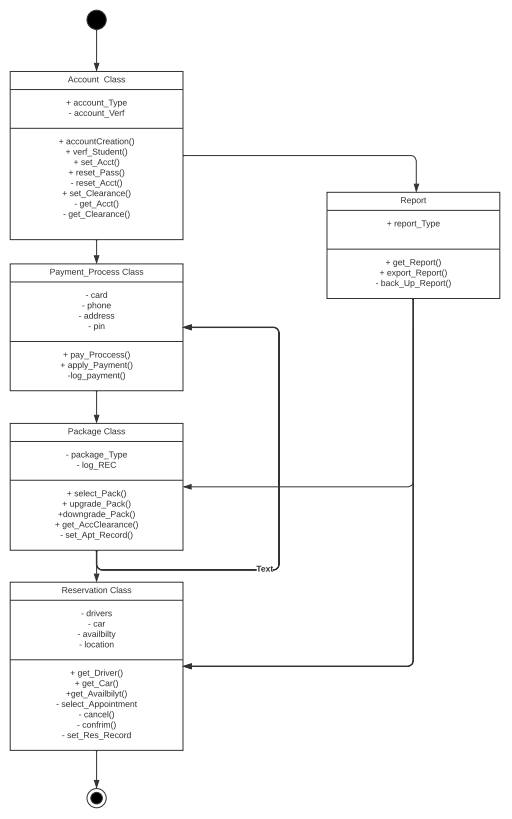 Account  Class
+ account_Type
- account_Verf
+ accountCreation()
+ verf_Student()
+ set_Acct()
+ reset_Pass()
- reset_Acct()
+ set_Clearance()
- get_Acct()
- get_Clearance()
Report
+ report_Type
+ get_Report()
+ export_Report()
- back_Up_Report()
Payment_Process Class
- card
- phone
- address
- pin
+ pay_Proccess()
+ apply_Payment()
-log_payment()
Package Class
- package_Type
- log_REC
+ select_Pack()
+ upgrade_Pack()
+downgrade_Pack()
+ get_AccClearance()
- set_Apt_Record()
Text
Reservation Class
- drivers
- car
- availbilty
- location
+ get_Driver()
+ get_Car()
+get_Availbilyt()
- select_Appointment
- cancel()
- confrim()
- set_Res_Record